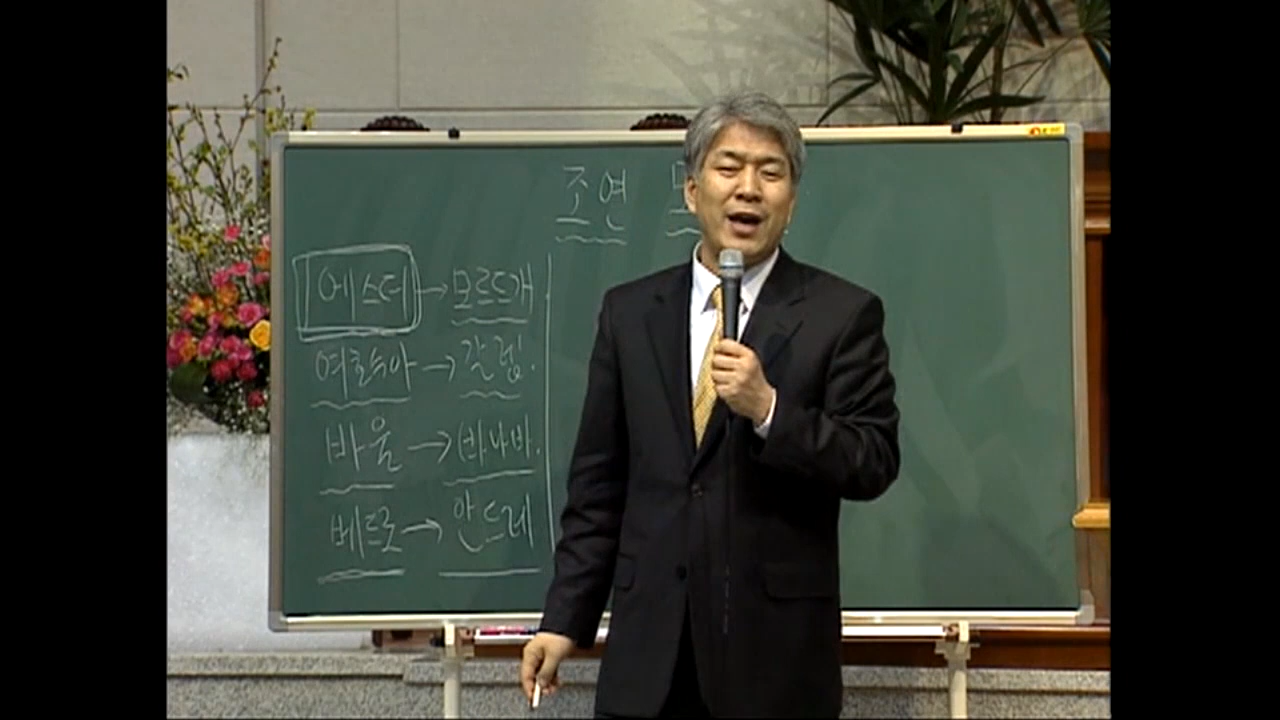 조연
에스더 → 모르드개
여호수아 → 갈렙.
바울 → 바나바.
베드로 → 안드레